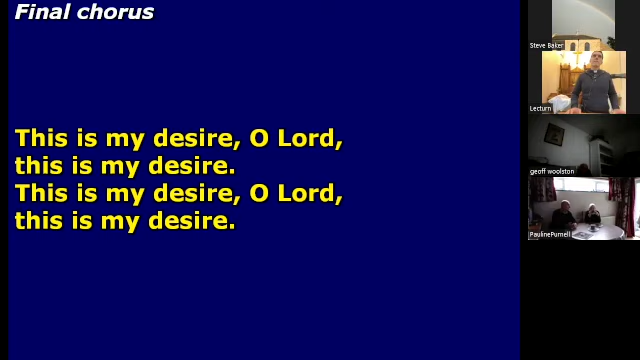 Final chorus
This is my desire, O Lord,
this is my desire.
This is my desire, O Lord,
this is my desire.
Steve Baker
Lecturn
geoff woolston
PaulinePurnell